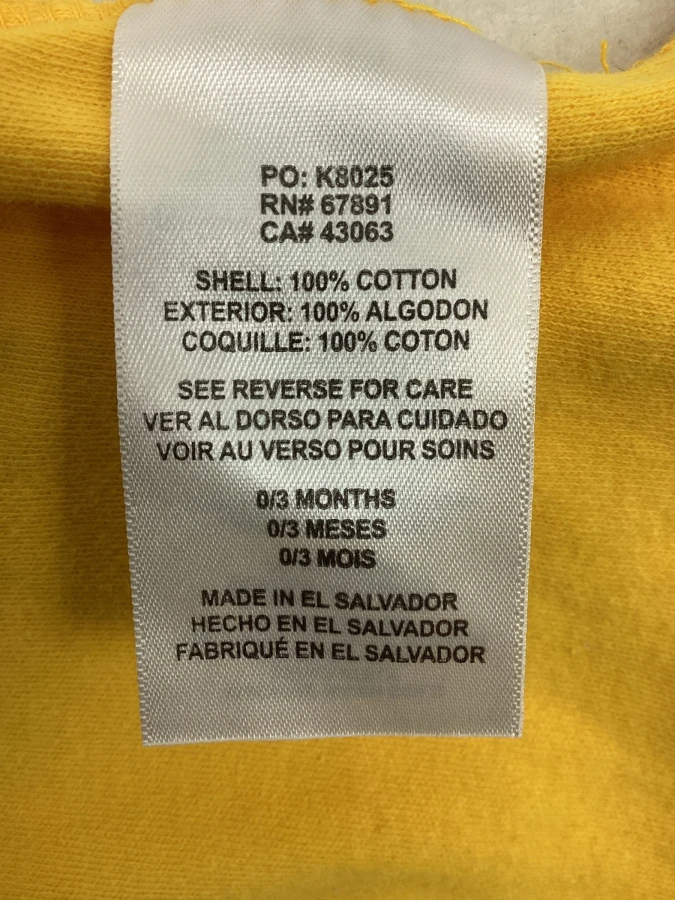 PO: K8025
RN# 67891
CA# 43063
SHELL: 100% COTTON
EXTERIOR: 100% ALGODON
COQUILLE: 100% COTON
SEE REVERSE FOR CARE
VER AL DORSO PARA CUIDADO
VOIR AU VERSO POUR SOINS
0/3 MONTHS
0/3 MESES
0/3 MOIS
MADE IN EL SALVADOR
HECHO EN EL SALVADOR
FABRIQUÉ EN EL SALVADOR